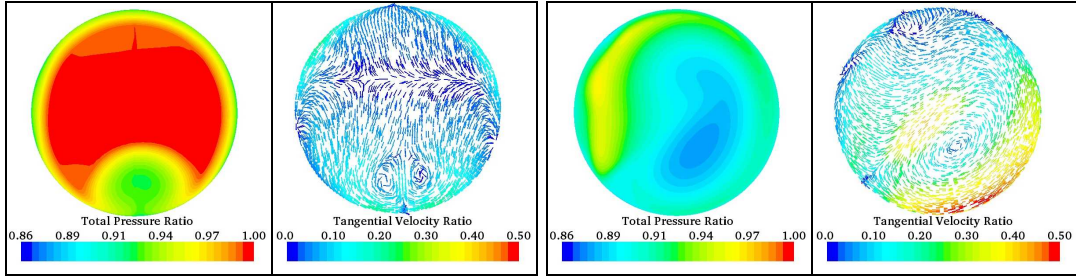 Total Pressure Ratio
0.86 0.89 0.91 0.94 0.97 1.00
Tangential Velocity Ratio
0.0 0.10 0.20 0.30 0.40 0.50
Total Pressure Ratio
0.86 0.89 0.91 0.94 0.97 1.00
Tangential Velocity Ratio
0.0 0.10 0.20 0.30 0.40 0.50